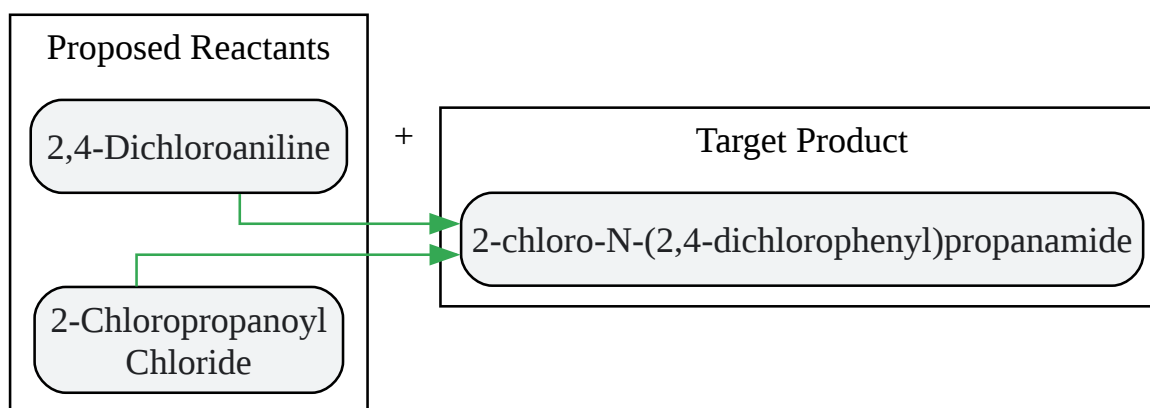 Proposed Reactants
2,4-Dichloroaniline
2-Chloropropanoyl
Chloride
+
Target Product
2-chloro-N-(2,4-dichlorophenyl)propanamide